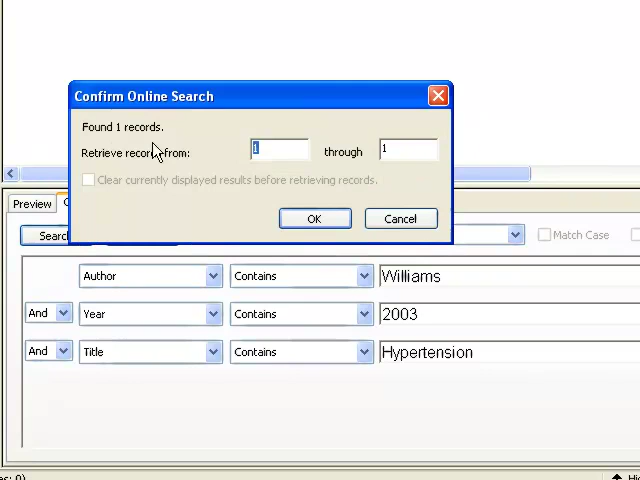 Confirm Online Search
Found 1 records.
Retrieve records from: 1 through 1
Clear currently displayed results before retrieving records.
OK Cancel
Preview
Search Match Case
Author Contains Williams
And Year Contains 2003
And Title Contains Hypertension